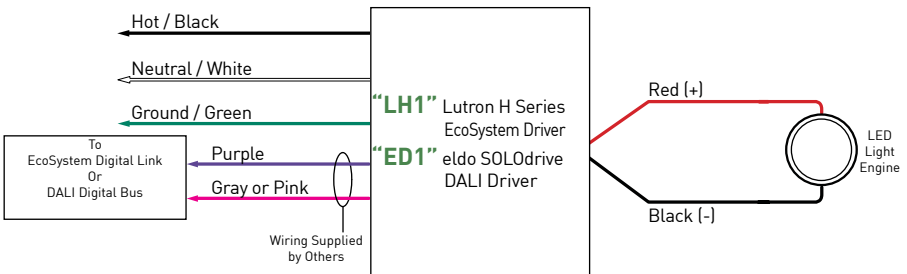 Hot / Black
Neutral / White
Ground / Green
To
EcoSystem Digital Link
Or
DALI Digital Bus
Purple
Gray or Pink
Wiring Supplied
by Others
“LH1” Lutron H Series
EcoSystem Driver
“ED1” eldo SOLOdrive
DALI Driver
Red (+)
Black (-)
LED
Light
Engine